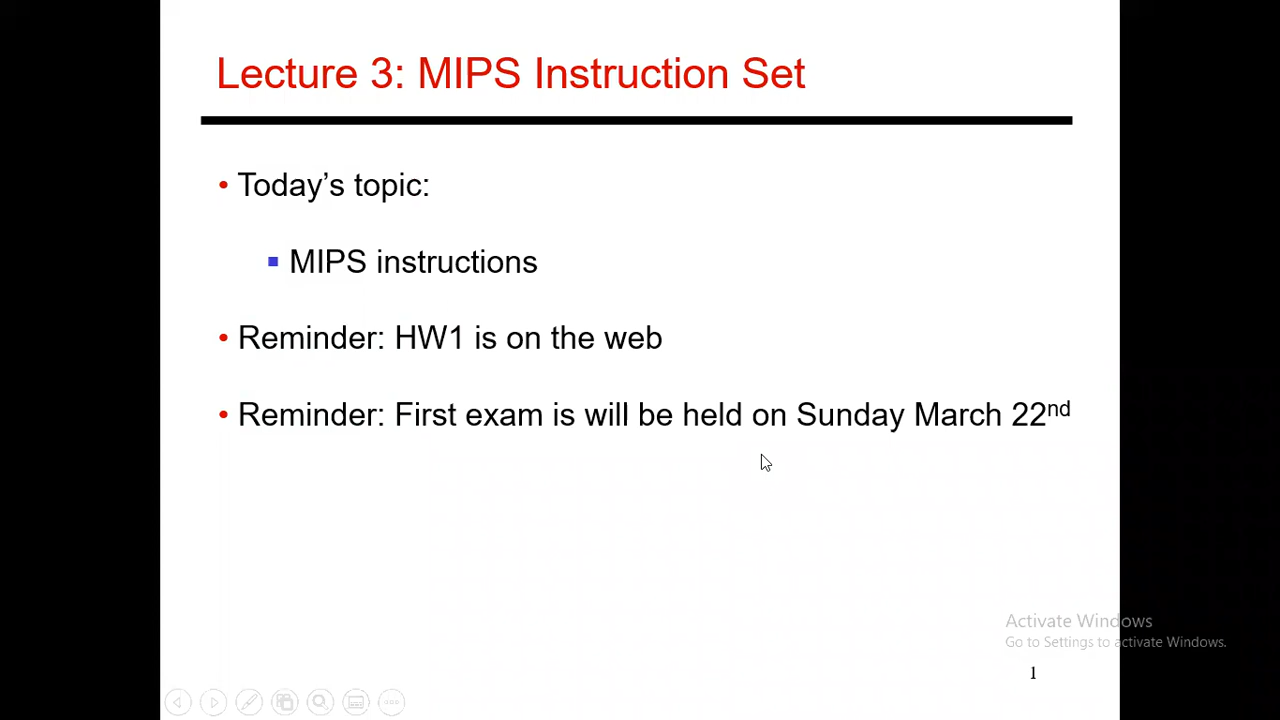 Lecture 3: MIPS Instruction Set
• Today’s topic:
▪ MIPS instructions
• Reminder: HW1 is on the web
• Reminder: First exam is will be held on Sunday March 22nd
Activate Windows
Go to Settings to activate Windows.
1